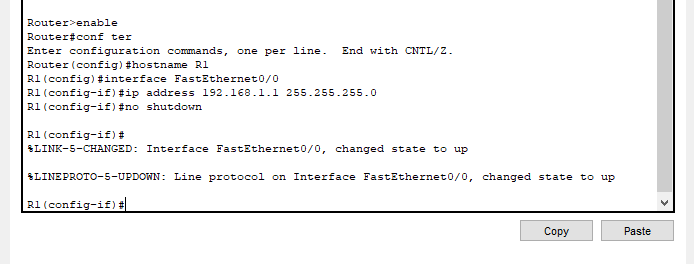 Router>enable
Router#conf ter
Enter configuration commands, one per line.  End with CNTL/Z.
Router(config)#hostname R1
R1(config)#interface FastEthernet0/0
R1(config-if)#ip address 192.168.1.1 255.255.255.0
R1(config-if)#no shutdown
R1(config-if)#
%LINK-5-CHANGED: Interface FastEthernet0/0, changed state to up
%LINEPROTO-5-UPDOWN: Line protocol on Interface FastEthernet0/0, changed state to up
R1(config-if)#
Copy
Paste